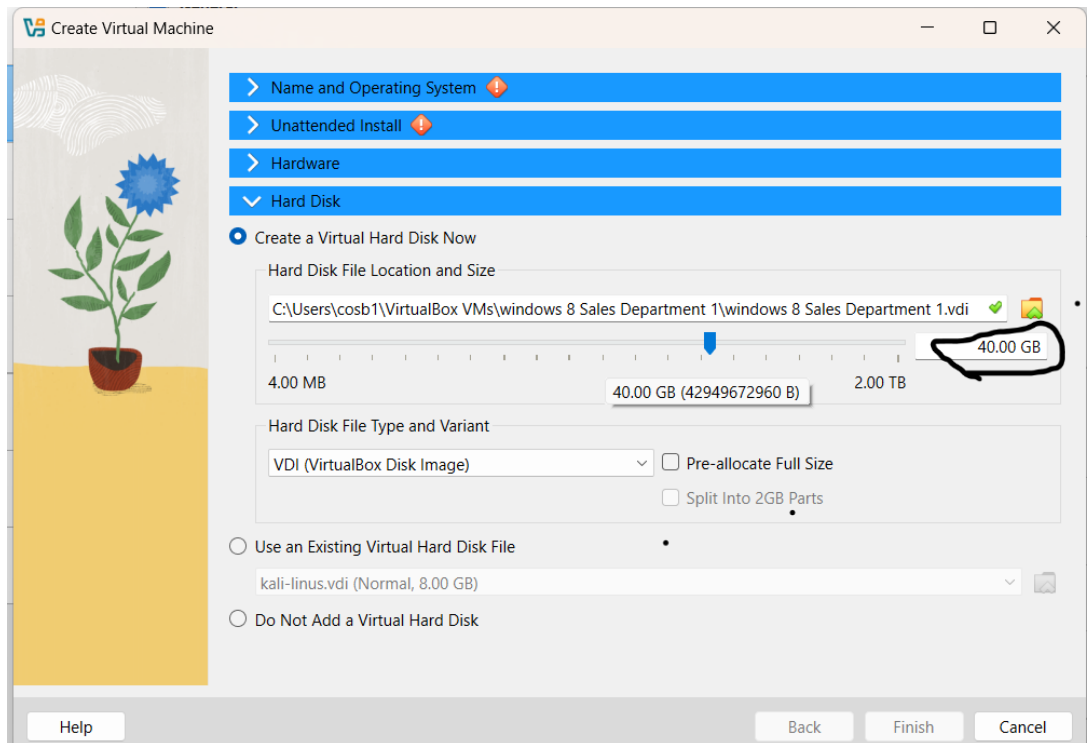 Create Virtual Machine
Name and Operating System
Unattended Install
Hardware
Hard Disk
Create a Virtual Hard Disk Now
Hard Disk File Location and Size
C:\Users\cosb1\VirtualBox VMs\windows 8 Sales Department 1\windows 8 Sales Department 1.vdi
40.00 GB
4.00 MB
2.00 TB
40.00 GB (42949672960 B)
Hard Disk File Type and Variant
VDI (VirtualBox Disk Image)
Pre-allocate Full Size
Split Into 2GB Parts
Use an Existing Virtual Hard Disk File
kali-linus.vdi (Normal, 8.00 GB)
Do Not Add a Virtual Hard Disk
Help
Back
Finish
Cancel